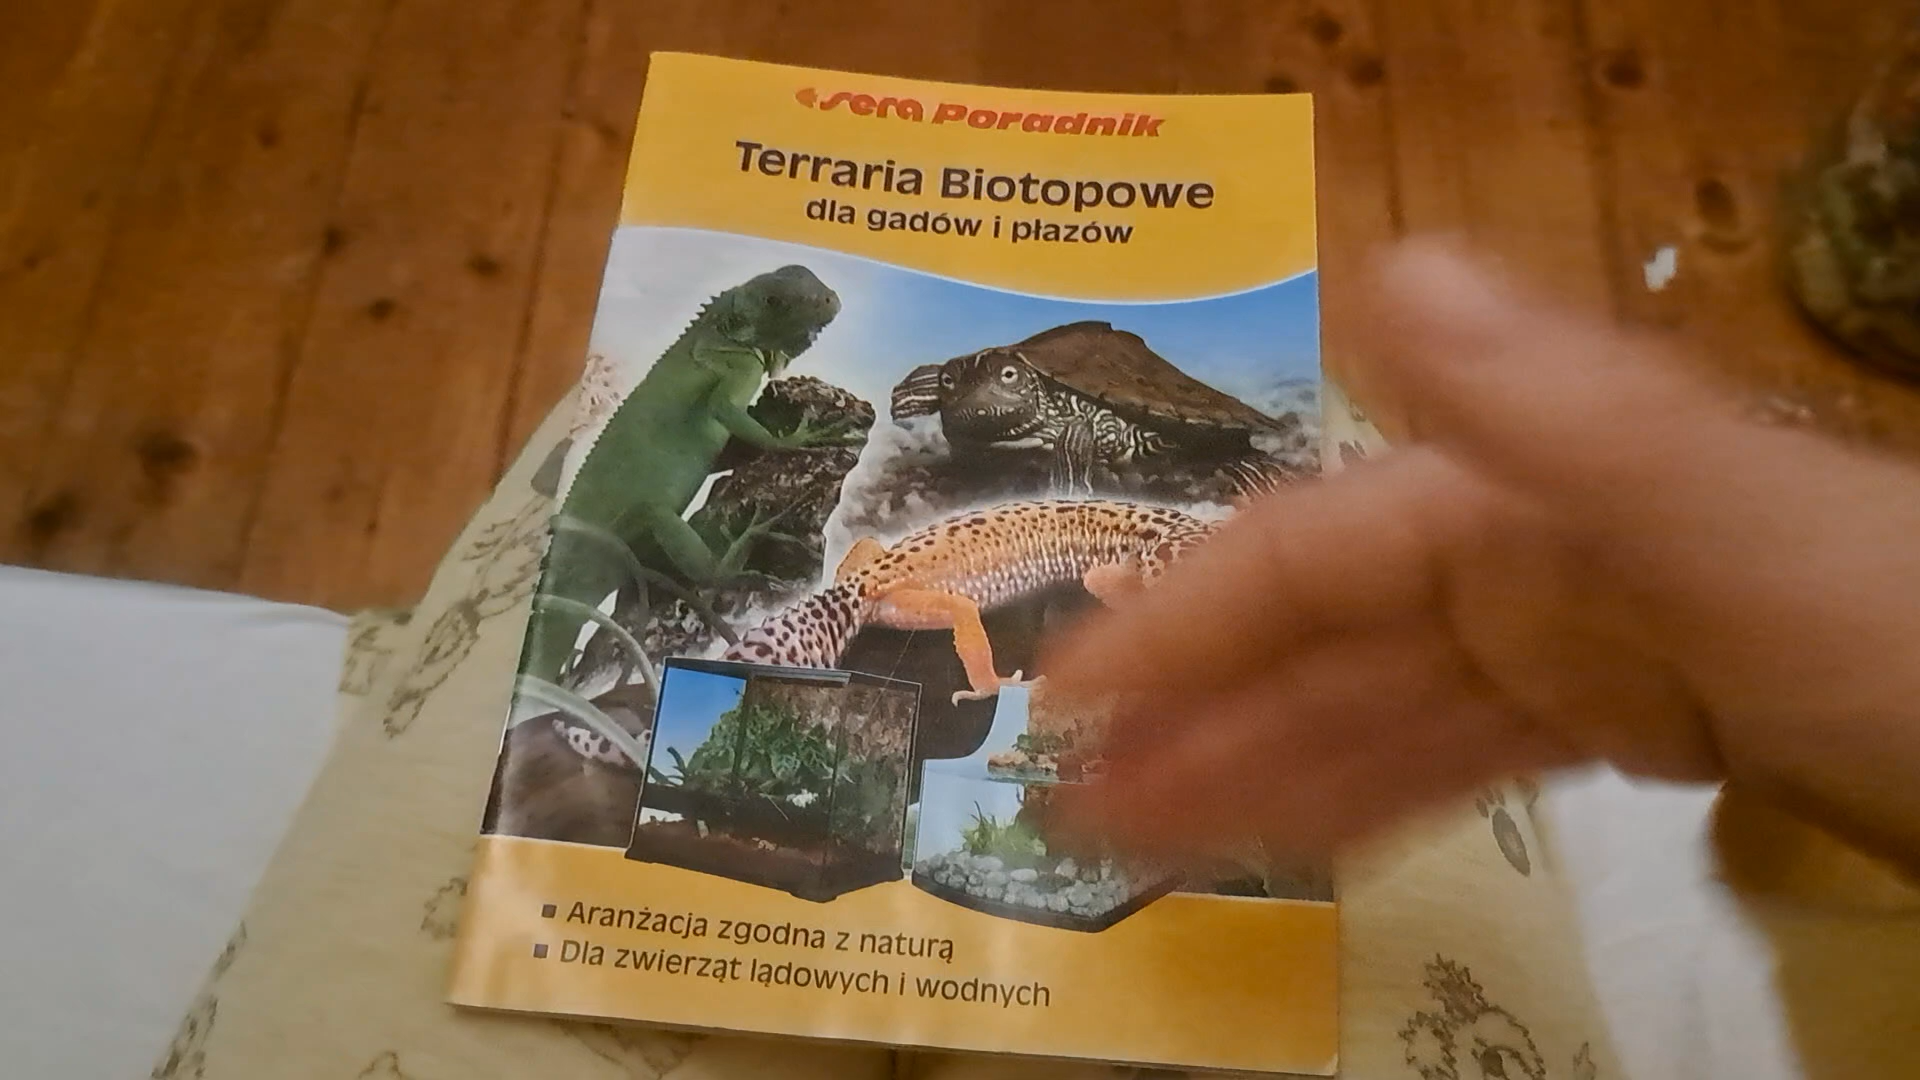 sera Poradnik
Terraria Biotopowe
dla gadów i płazów
▪ Aranżacja zgodna z naturą
▪ Dla zwierząt lądowych i wodnych